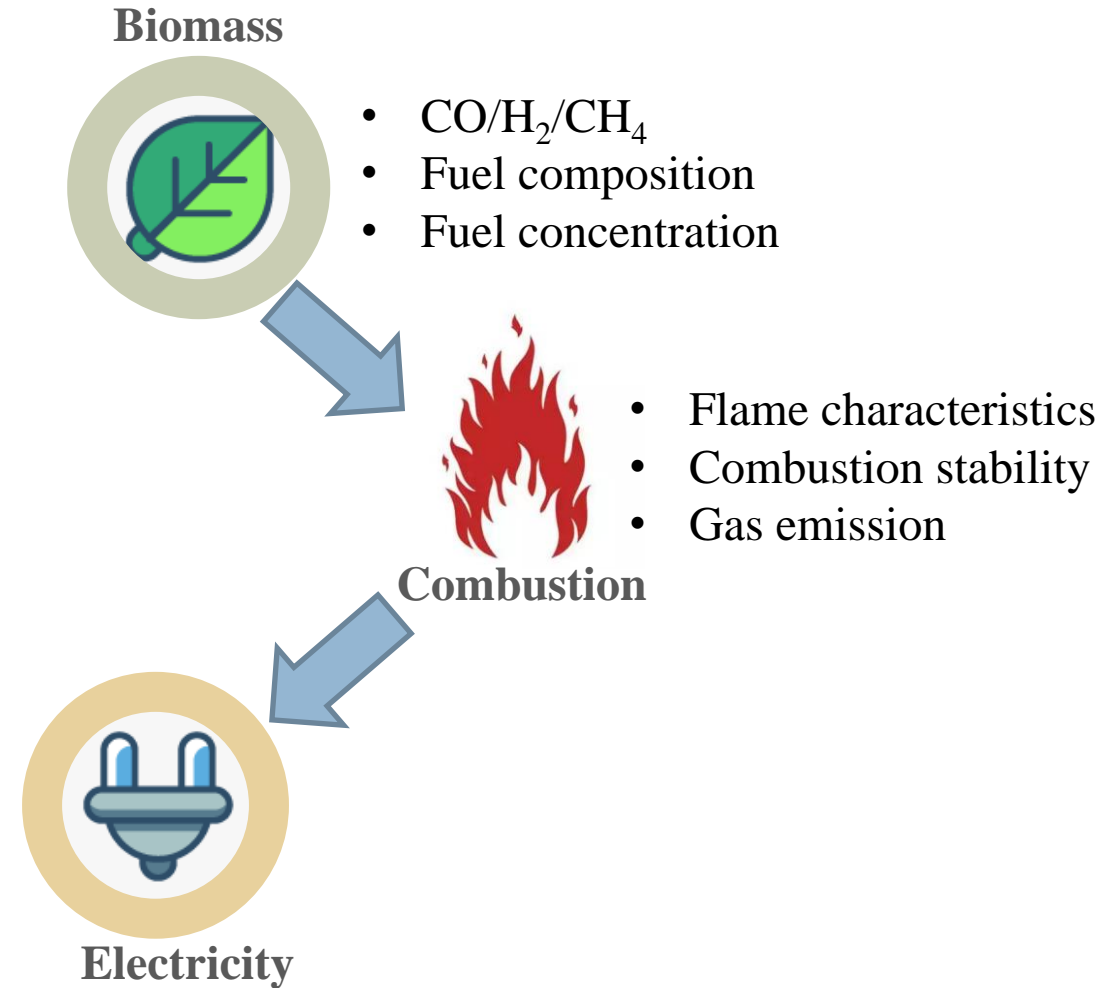 Biomass
• CO/H₂/CH₄
• Fuel composition
• Fuel concentration
• Flame characteristics
• Combustion stability
• Gas emission
Combustion
Electricity